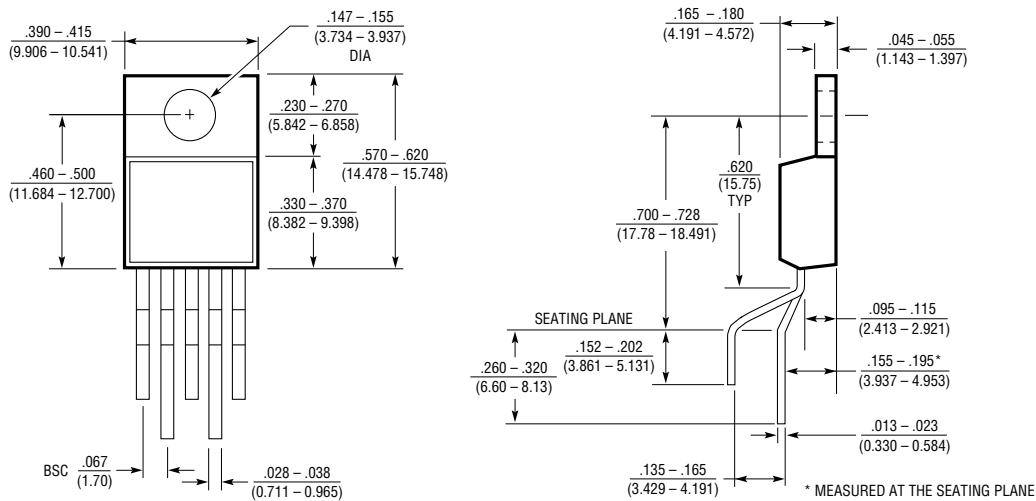 .390 – .415
(9.906 – 10.541)
.147 – .155
(3.734 – 3.937)
DIA
.230 – .270
(5.842 – 6.858)
.460 – .500
(11.684 – 12.700)
.570 – .620
(14.478 – 15.748)
.330 – .370
(8.382 – 9.398)
BSC
.067
(1.70)
.028 – .038
(0.711 – 0.965)
.165 – .180
(4.191 – 4.572)
.045 – .055
(1.143 – 1.397)
.620
(15.75)
TYP
.700 – .728
(17.78 – 18.491)
SEATING PLANE
.152 – .202
(3.861 – 5.131)
.260 – .320
(6.60 – 8.13)
.095 – .115
(2.413 – 2.921)
.155 – .195*
(3.937 – 4.953)
.013 – .023
(0.330 – 0.584)
.135 – .165
(3.429 – 4.191)
* MEASURED AT THE SEATING PLANE